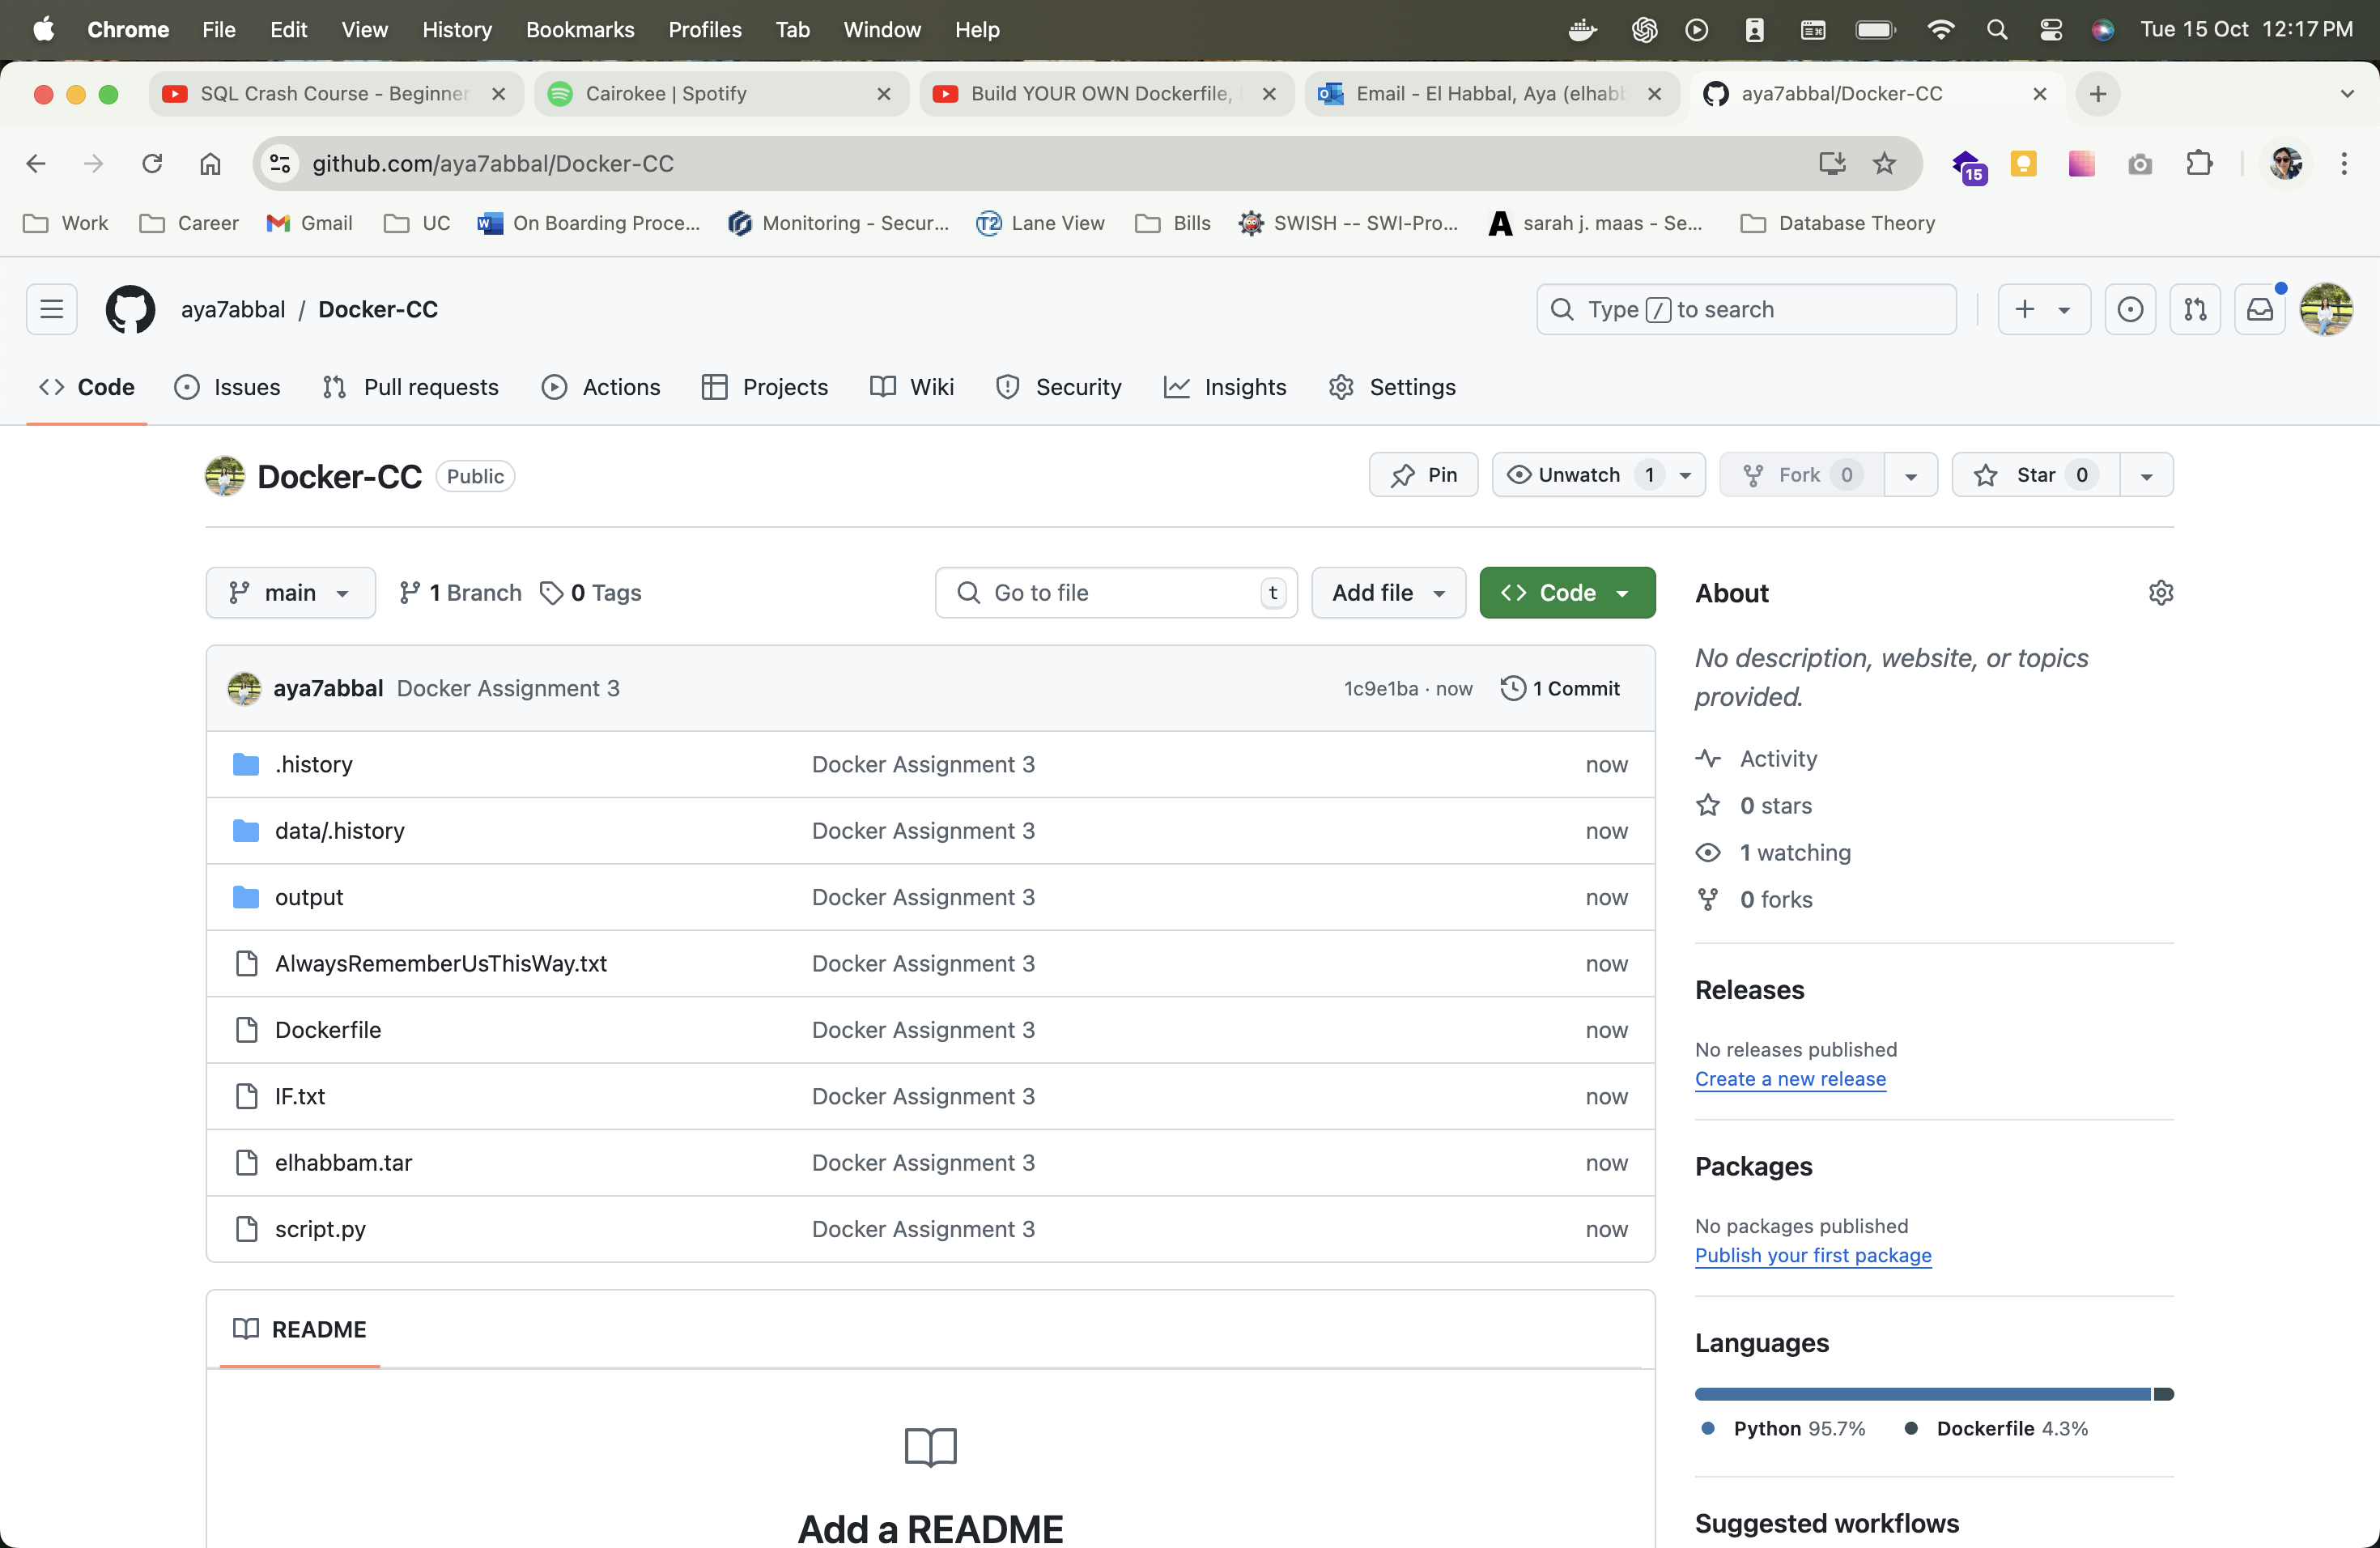 Chrome File Edit View History Bookmarks Profiles Tab Window Help Tue 15 Oct 12:17 PM
SQL Crash Course - Beginner Cairokee | Spotify Build YOUR OWN Dockerfile, Email - El Habbal, Aya (elhabb aya7abbal/Docker-CC
github.com/aya7abbal/Docker-CC 15
Work Career Gmail UC On Boarding Proce... Monitoring - Secur... T2 Lane View Bills SWISH -- SWI-Pro... A sarah j. maas - Se... Database Theory
aya7abbal / Docker-CC Type / to search
Code Issues Pull requests Actions Projects Wiki Security Insights Settings
Docker-CC Public Pin Unwatch 1 Fork 0 Star 0
main 1 Branch 0 Tags Go to file t Add file Code
aya7abbal Docker Assignment 3 1c9e1ba · now 1 Commit
.history Docker Assignment 3 now
data/.history Docker Assignment 3 now
output Docker Assignment 3 now
AlwaysRememberUsThisWay.txt Docker Assignment 3 now
Dockerfile Docker Assignment 3 now
IF.txt Docker Assignment 3 now
elhabbam.tar Docker Assignment 3 now
script.py Docker Assignment 3 now
README
Add a README
About
No description, website, or topics
provided.
Activity
0 stars
1 watching
0 forks
Releases
No releases published
Create a new release
Packages
No packages published
Publish your first package
Languages
Python 95.7% Dockerfile 4.3%
Suggested workflows